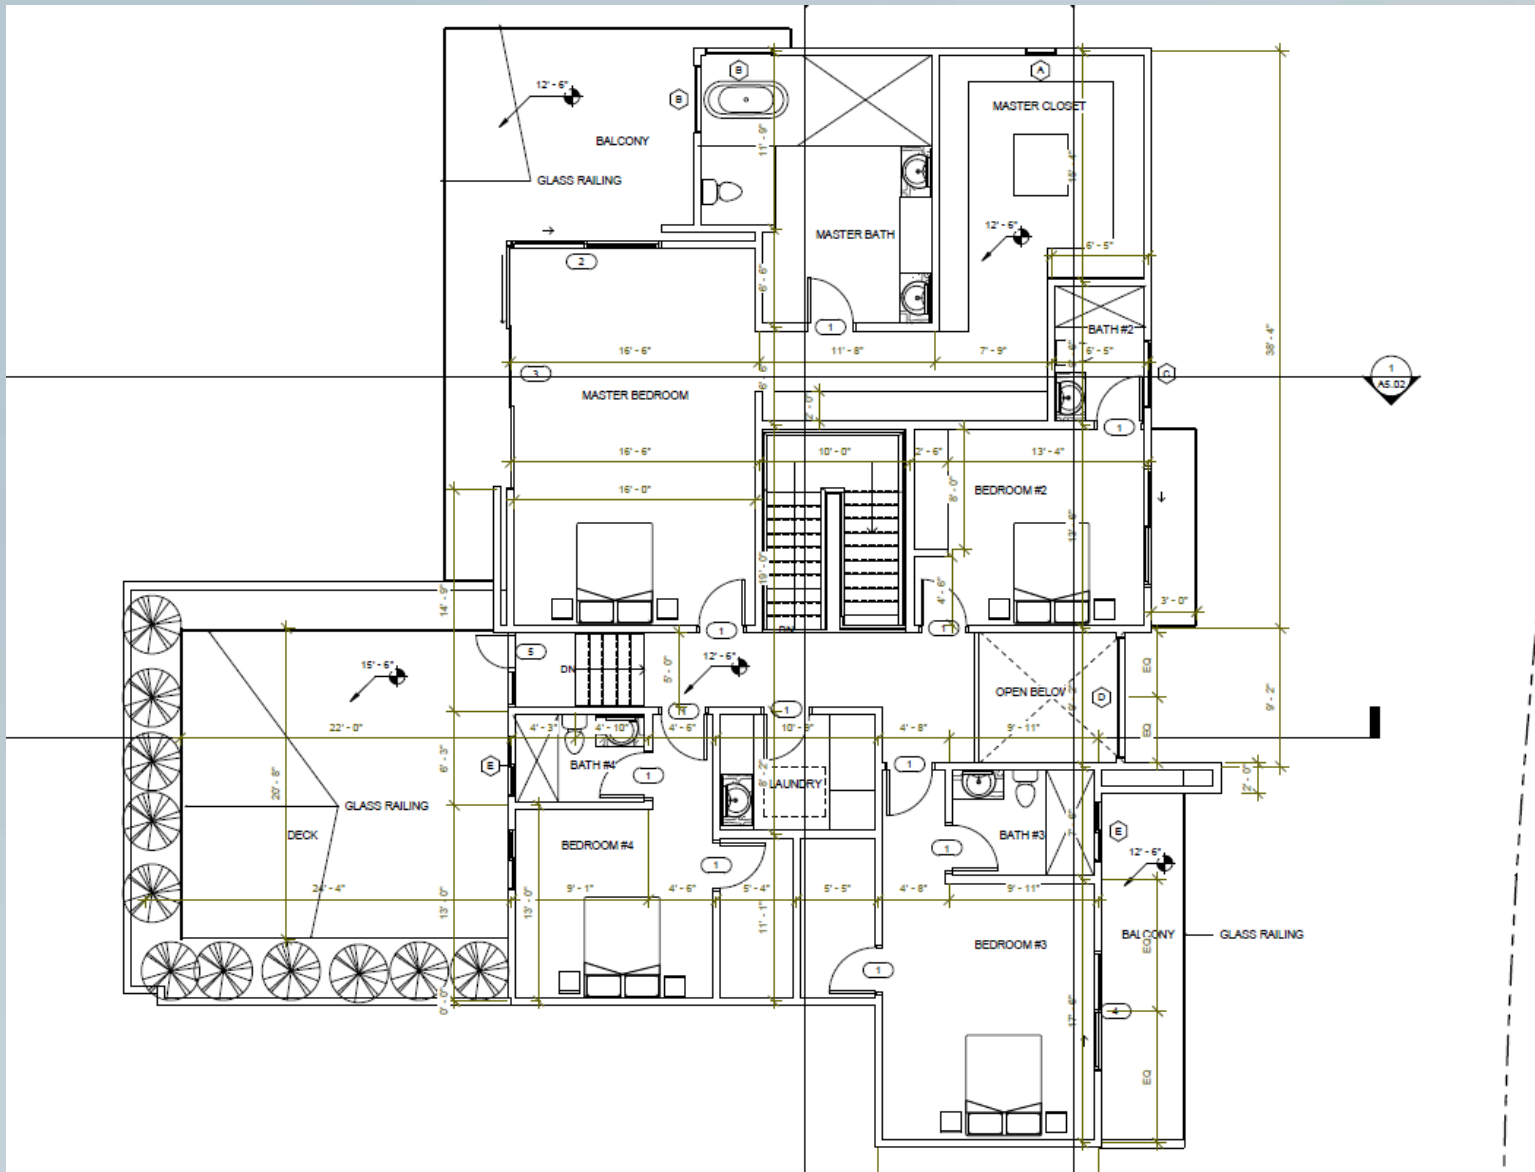 12' - 6"
B
A
B
MASTER CLOSET
BALCONY
11' - 9"
GLASS RAILING
12' - 6"
MASTER BATH
6' - 5"
2
6' - 6"
1
BATH #2
38' - 4"
16' - 6"
11' - 8"
7' - 9"
6' - 5"
3
C
1
A5.02
MASTER BEDROOM
2' - 0"
1
16' - 6"
10' - 0"
2' - 6"
13' - 4"
16' - 0"
8' - 0"
BEDROOM #2
13' - 6"
19' - 0"
14' - 9"
4' - 6"
3' - 0"
1
DN
1
5
15' - 6"
DN
5' - 0"
12' - 6"
EQ
OPEN BELOW
D
9' - 2"
1
22' - 0"
4' - 3"
4' - 10"
4' - 6"
10' - 9"
4' - 8"
9' - 11"
EQ
6' - 3"
E
BATH #4
1
1
20' - 8"
8' - 2"
LAUNDRY
2' - 0"
GLASS RAILING
DECK
BEDROOM #4
1
1
BATH #3
7' - 6"
E
12' - 6"
24' - 4"
13' - 0"
13' - 0"
9' - 1"
4' - 6"
5' - 4"
5' - 5"
4' - 8"
9' - 11"
11' - 1"
BEDROOM #3
BALCONY
GLASS RAILING
EQ
1
0' - 0"
17' - 6"
4
EQ